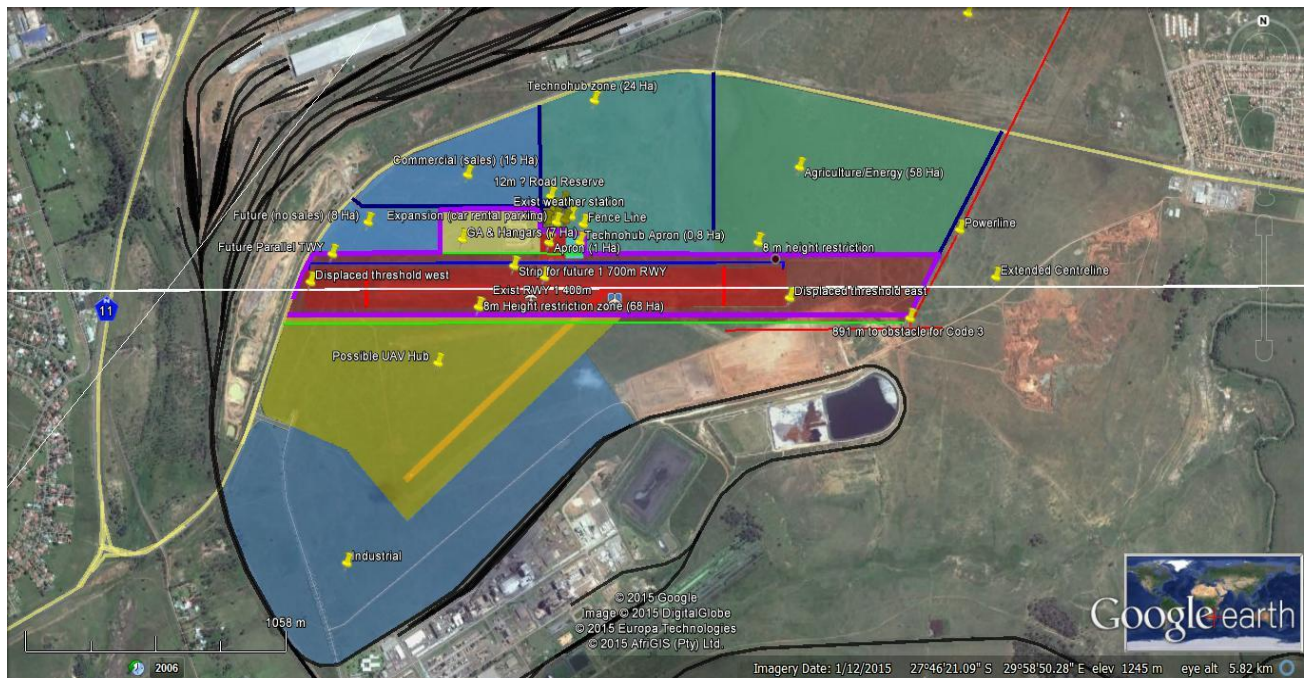 N
Technohub zone (24 Ha)
Commercial (sales) (15 Ha)
Agriculture/Energy (58 Ha)
12m ? Road Reserve
Exist weather station
Future (no sales) (8 Ha)
Expansion (car rental parking)
Fence Line
Powerline
GA & Hangars (7 Ha)
Technohub Apron (0,8 Ha)
Future Parallel TWY
Apron (1 Ha)
8 m height restriction
Displaced threshold west
Strip for future 1 700m RWY
Extended Centreline
Exist RWY 1 400m
Displaced threshold east
8m Height restriction zone (68 Ha)
N
11
891 m to obstacle for Code 3
Possible UAV Hub
Industrial
1058 m
© 2015 Google
Image © 2015 DigitalGlobe
© 2015 Europa Technologies
© 2015 AfriGIS (Pty) Ltd.
Google earth
2006
Imagery Date: 1/12/2015 27°46'21.09" S 29°58'50.28" E elev 1245 m eye alt 5.82 km